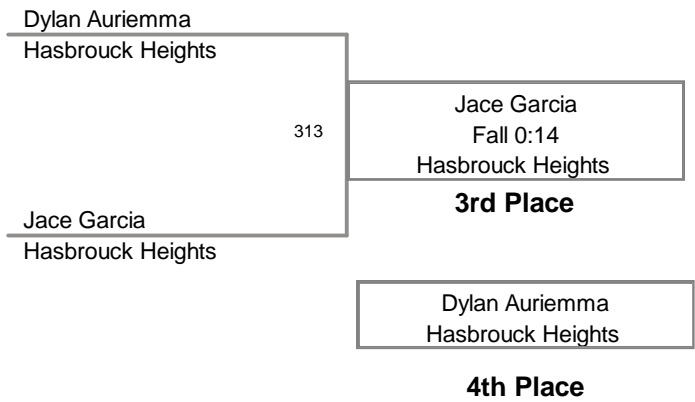 Dylan Auriemma
Hasbrouck Heights
313
Jace Garcia
Fall 0:14
Hasbrouck Heights
3rd Place
Jace Garcia
Hasbrouck Heights
Dylan Auriemma
Hasbrouck Heights
4th Place